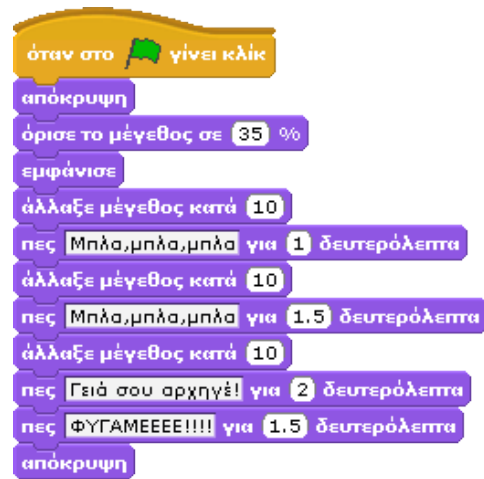 όταν στο γίνει κλίκ
απόκρυψη
όρισε το μέγεθος σε 35 %
εμφάνισε
άλλαξε μέγεθος κατά 10
πες Μπλα,μπλα,μπλα για 1 δευτερόλεπτα
άλλαξε μέγεθος κατά 10
πες Μπλα,μπλα,μπλα για 1.5 δευτερόλεπτα
άλλαξε μέγεθος κατά 10
πες Γειά σου αρχηγέ! για 2 δευτερόλεπτα
πες ΦΥΓΑΜΕΕΕΕ!!!! για 1.5 δευτερόλεπτα
απόκρυψη